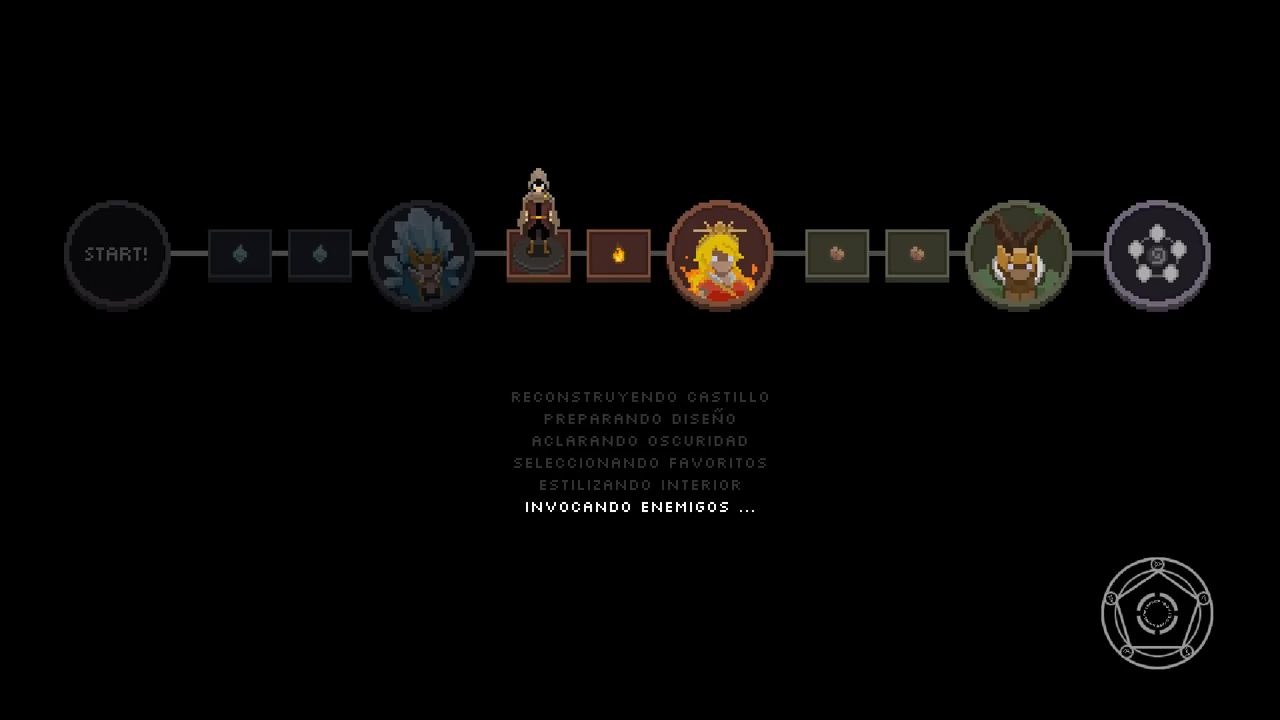 START!
RECONSTRUYENDO CASTILLO
PREPARANDO DISEÑO
ACLARANDO OSCURIDAD
SELECCIONANDO FAVORITOS
ESTILIZANDO INTERIOR
INVOCANDO ENEMIGOS ...